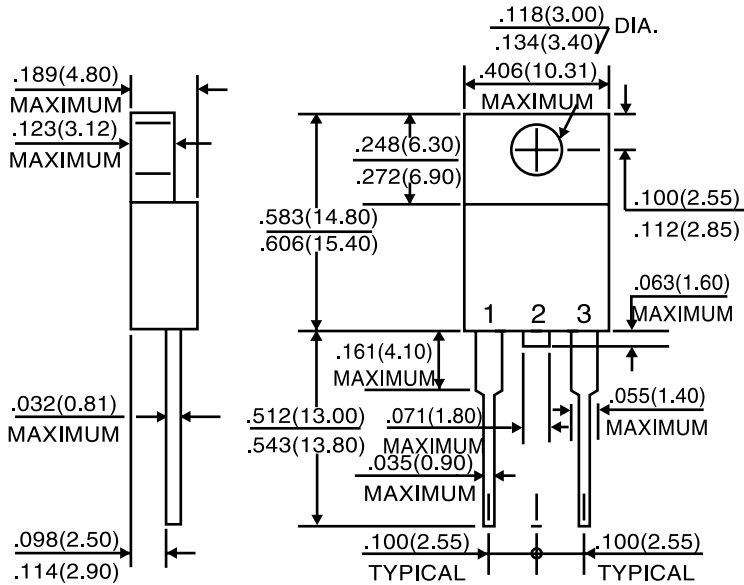 .118(3.00)
.134(3.40)
DIA.
.189(4.80)
MAXIMUM
.406(10.31)
MAXIMUM
.123(3.12)
MAXIMUM
.248(6.30)
.272(6.90)
.100(2.55)
.112(2.85)
.583(14.80)
.606(15.40)
.063(1.60)
MAXIMUM
1 2 3
.161(4.10)
MAXIMUM
.032(0.81)
MAXIMUM
.512(13.00)
.543(13.80)
.071(1.80)
MAXIMUM
.055(1.40)
MAXIMUM
.035(0.90)
MAXIMUM
.098(2.50)
.114(2.90)
.100(2.55)
TYPICAL
.100(2.55)
TYPICAL